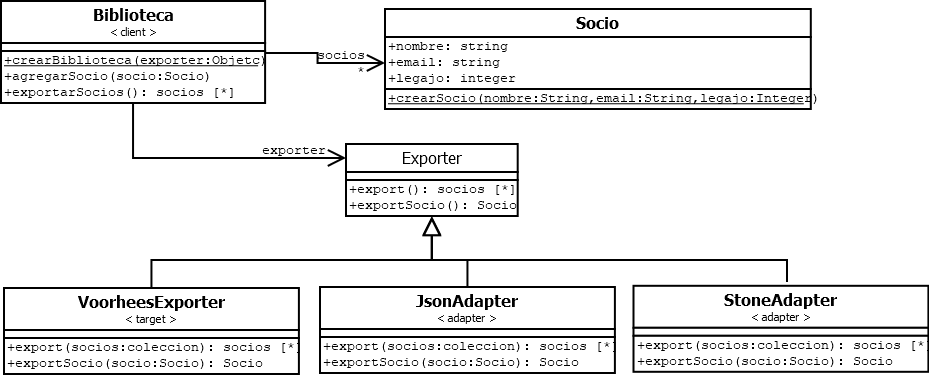 Biblioteca
< client >
+crearBiblioteca(exporter:Objetc)
+agregarSocio(socio:Socio)
+exportarSocios(): socios [*]
socios
*
Socio
+nombre: string
+email: string
+legajo: integer
+crearSocio(nombre:String,email:String,legajo:Integer)
exporter
Exporter
+export(): socios [*]
+exportSocio(): Socio
VoorheesExporter
< target >
+export(socios:coleccion): socios [*]
+exportSocio(socio:Socio): Socio
JsonAdapter
< adapter >
+export(socios:coleccion): socios [*]
+exportSocio(socio:Socio): Socio
StoneAdapter
< adapter >
+export(socios:coleccion): socios [*]
+exportSocio(socio:Socio): Socio